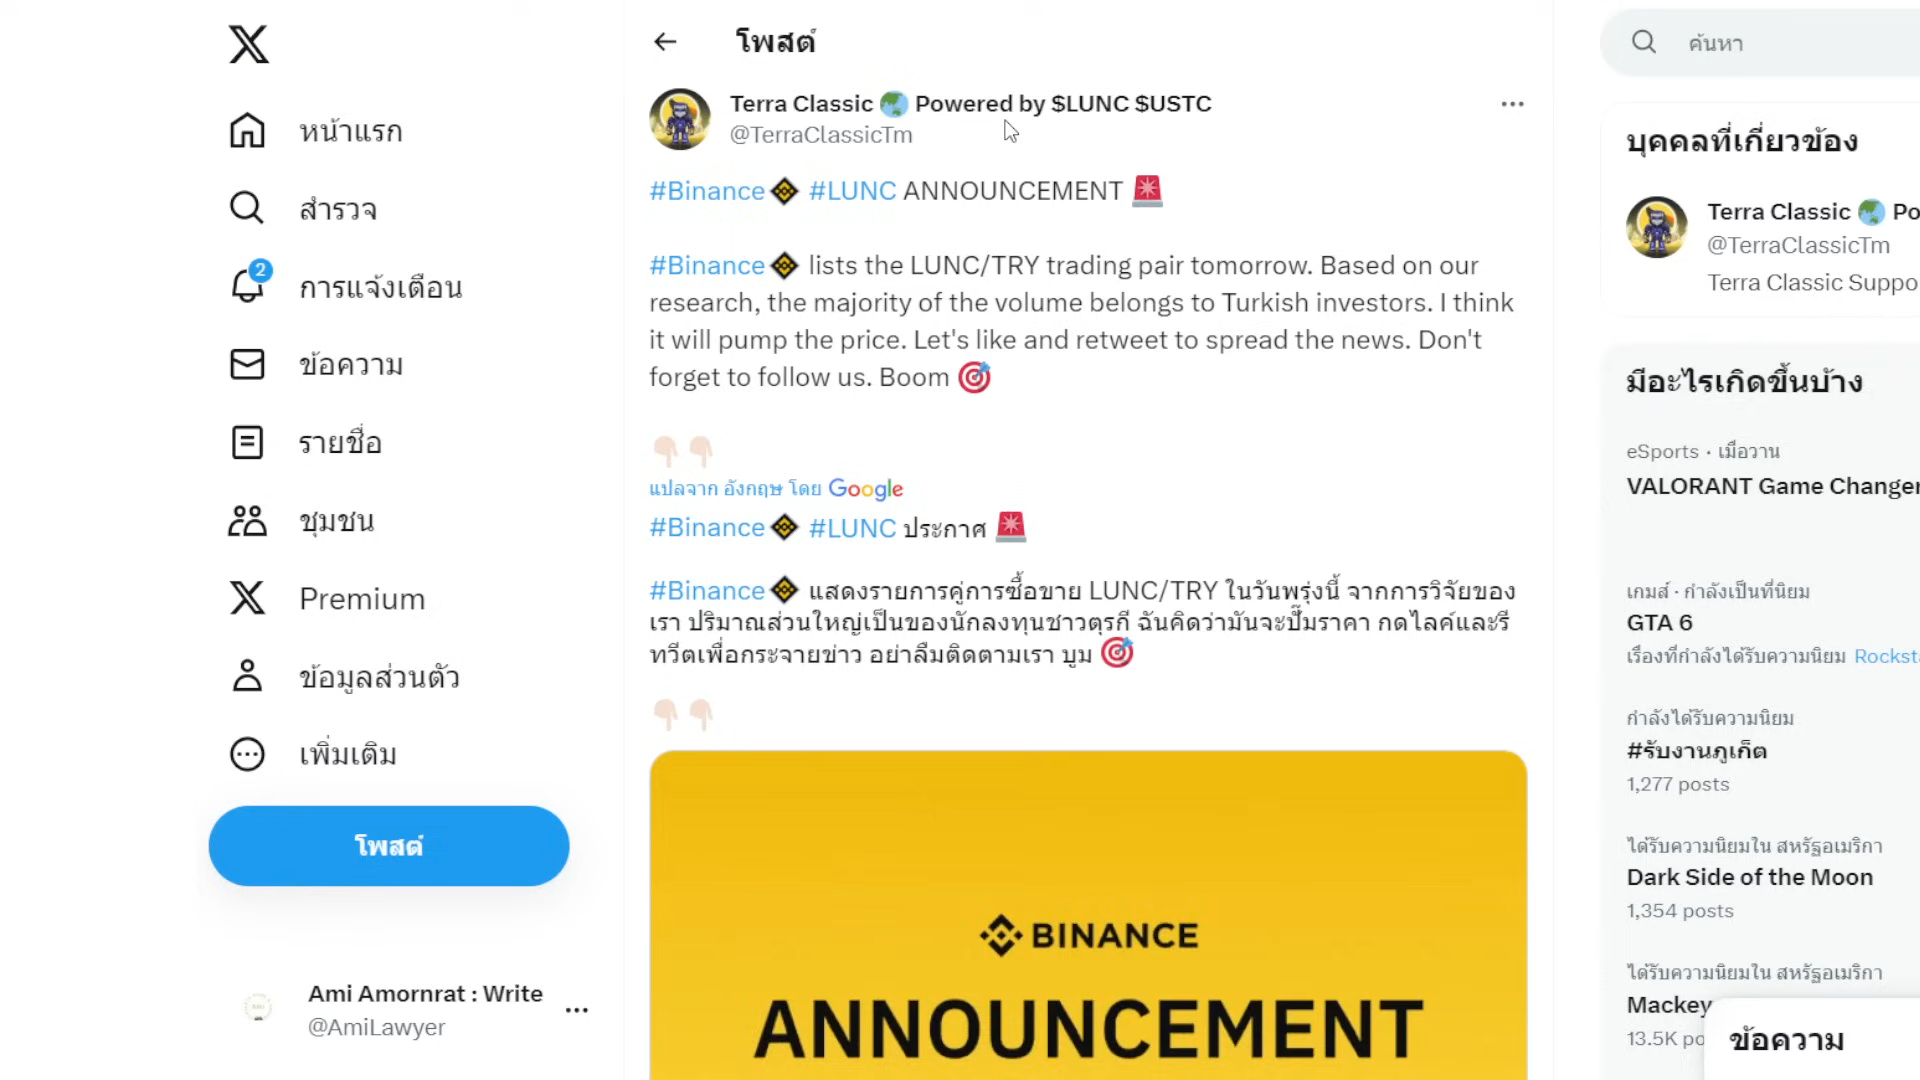 หน้าแรก
สำรวจ
2
การแจ้งเตือน
ข้อความ
รายชื่อ
ชุมชน
Premium
ข้อมูลส่วนตัว
เพิ่มเติม
โพสต์
Ami Amornrat : Write
@AmiLawyer
โพสต์
Terra Classic 🌏 Powered by $LUNC $USTC
@TerraClassicTm
#Binance #LUNC ANNOUNCEMENT 🚨
#Binance lists the LUNC/TRY trading pair tomorrow. Based on our
research, the majority of the volume belongs to Turkish investors. I think
it will pump the price. Let's like and retweet to spread the news. Don't
forget to follow us. Boom 🎯
👇🏻👇🏻
แปลจาก อังกฤษ โดย Google
#Binance #LUNC ประกาศ 🚨
#Binance แสดงรายการคู่การซื้อขาย LUNC/TRY ในวันพรุ่งนี้ จากการวิจัยของ
เรา ปริมาณส่วนใหญ่เป็นของนักลงทุนชาวตุรกี ฉันคิดว่ามันจะปั๊มราคา กดไลค์และรี
ทวีตเพื่อกระจายข่าว อย่าลืมติดตามเรา บูม 🎯
👇🏻👇🏻
BINANCE
ANNOUNCEMENT
ค้นหา
บุคคลที่เกี่ยวข้อง
Terra Classic 🌏 Po
@TerraClassicTm
Terra Classic Suppo
มีอะไรเกิดขึ้นบ้าง
eSports · เมื่อวาน
VALORANT Game Changer
เกมส์ · กำลังเป็นที่นิยม
GTA 6
เรื่องที่กำลังได้รับความนิยม Rocksta
กำลังได้รับความนิยม
#รับงานภูเก็ต
1,277 posts
ได้รับความนิยมใน สหรัฐอเมริกา
Dark Side of the Moon
1,354 posts
ได้รับความนิยมใน สหรัฐอเมริกา
Mackey
13.5K po
ข้อความ